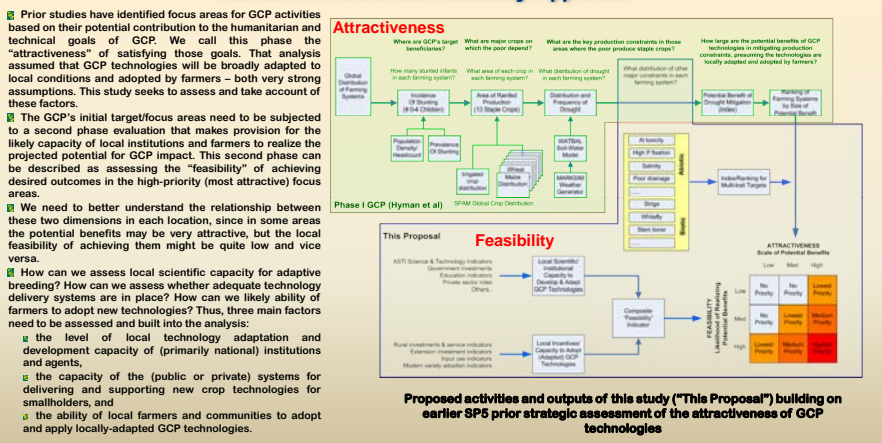 Prior studies have identified focus areas for GCP activities
based on their potential contribution to the humanitarian and
technical goals of GCP. We call this phase the
"attractiveness" of satisfying those goals. That analysis
assumed that GCP technologies will be broadly adapted to
local conditions and adopted by farmers – both very strong
assumptions. This study seeks to assess and take account of
these factors.
The GCP's initial target/focus areas need to be subjected
to a second phase evaluation that makes provision for the
likely capacity of local institutions and farmers to realize the
projected potential for GCP impact. This second phase can
be described as assessing the "feasibility" of achieving
desired outcomes in the high-priority (most attractive) focus
areas.
We need to better understand the relationship between
these two dimensions in each location, since in some areas
the potential benefits may be very attractive, but the local
feasibility of achieving them might be quite low and vice
versa.
How can we assess local scientific capacity for adaptive
breeding? How can we assess whether adequate technology
delivery systems are in place? How can we likely ability of
farmers to adopt new technologies? Thus, three main factors
need to be assessed and built into the analysis:
the level of local technology adaptation and
development capacity of (primarily national) institutions
and agents,
the capacity of the (public or private) systems for
delivering and supporting new crop technologies for
smallholders, and
the ability of local farmers and communities to adopt
and apply locally-adapted GCP technologies.
Attractiveness
Where are GCP's target
beneficiaries?
What are major crops on
which the poor depend?
What are the key production constraints in those
areas where the poor produce staple crops?
How large are the potential benefits of GCP
technologies in mitigating production
constraints, presuming the technologies are
locally adapted and adopted by farmers?
How many stunted infants
in each farming system?
What area of each crop in
each farming system?
What distribution of drought
in each farming system?
What distribution of other
major constraints in each
farming system?
Global
Distribution
of Farming
Systems
Incidence
Of Stunting
(# 0-4 Children)
Area of Rainfed
Production
(13 Staple Crops)
Distribution and
Frequency of
Drought
Potential Benefit of
Drought Mitigation
(Index)
Ranking of
Farming Systems
by Size of
Potential Benefit
Population
Density/
Headcount
Prevalence
Of Stunting
Irrigated
crop
distribution
Wheat
Maize
Distribution
WATBAL
Soil-Water
Model
MARKSIM
Weather
Generator
Phase I GCP (Hyman et al)
SPAM Global Crop Distribution
Al toxicity
High P fixation
Salinity
Poor drainage
.....
Abiotic
Striga
Whitefly
Stem borer
.....
Biotic
Index/Ranking for
Multi-trait Targets
This Proposal
Feasibility
ASTI Science & Technology Indicators
Government investments
Education indicators
Private sector roles
Others...
Local Scientific/
Institutional
Capacity to
Develop & Adapt
GCP Technologies
Composite
"Feasibility"
Indicator
Rural investments & service indicators
Extension investment indicators
Input use indicators
Modern variety adoption indicators
Local Incentives/
Capacity to Adopt
(Adapted) GCP
Technologies
ATTRACTIVENESS
Scale of Potential Benefits
Low Med High
FEASIBILITY
Likelihood of Realizing
Potential Benefits
Low No Priority No Priority Lowest Priority
Med No Priority Lowest Priority Medium Priority
High Lowest Priority Medium Priority Highest Priority
Proposed activities and outputs of this study ("This Proposal") building on
earlier SP5 prior strategic assessment of the attractiveness of GCP
technologies